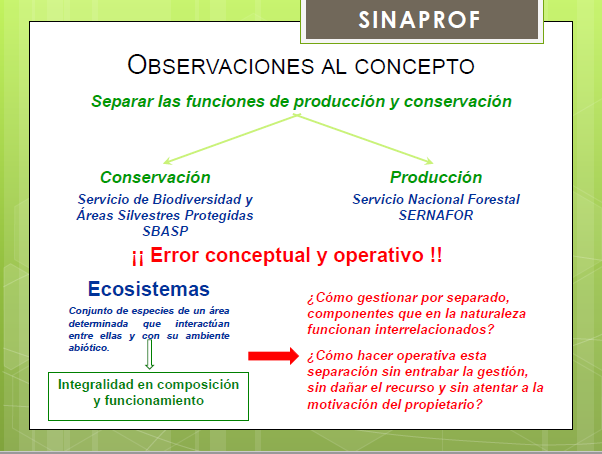 SINAPROF
OBSERVACIONES AL CONCEPTO
Separar las funciones de producción y conservación
Conservación
Servicio de Biodiversidad y
Áreas Silvestres Protegidas
SBASP
Producción
Servicio Nacional Forestal
SERNAFOR
¡¡ Error conceptual y operativo !!
Ecosistemas
Conjunto de especies de un área
determinada que interactúan
entre ellas y con su ambiente
abiótico.
Integralidad en composición
y funcionamiento
¿Cómo gestionar por separado,
componentes que en la naturaleza
funcionan interrelacionados?
¿Cómo hacer operativa esta
separación sin entrabar la gestión,
sin dañar el recurso y sin atentar a la
motivación del propietario?